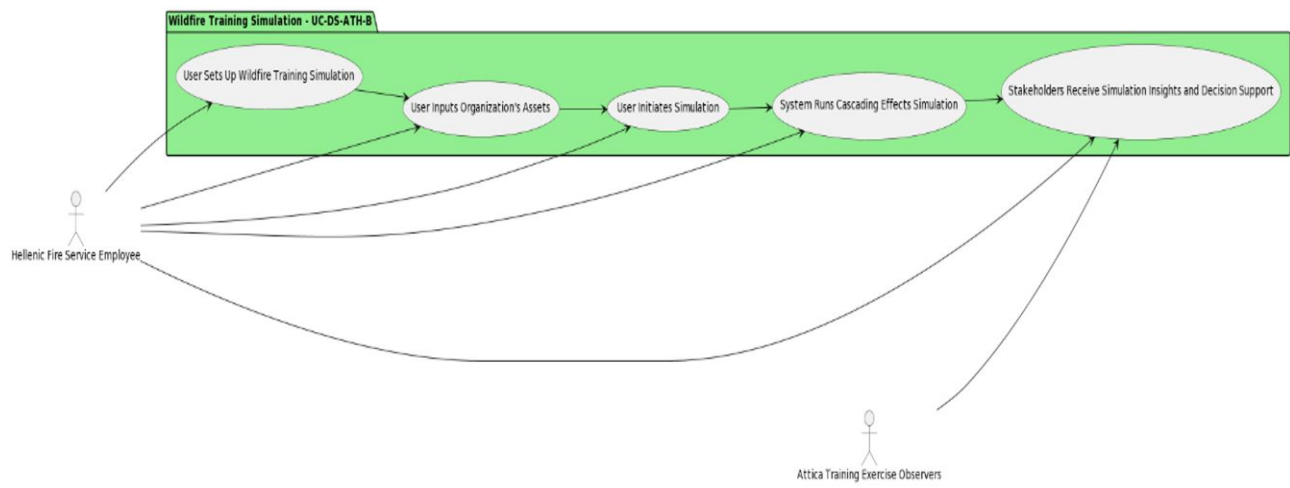 Wildfire Training Simulation - UC-DS-ATH-B
User Sets Up Wildfire Training Simulation
User Inputs Organization's Assets
User Initiates Simulation
System Runs Cascading Effects Simulation
Stakeholders Receive Simulation Insights and Decision Support
Hellenic Fire Service Employee
Attica Training Exercise Observers